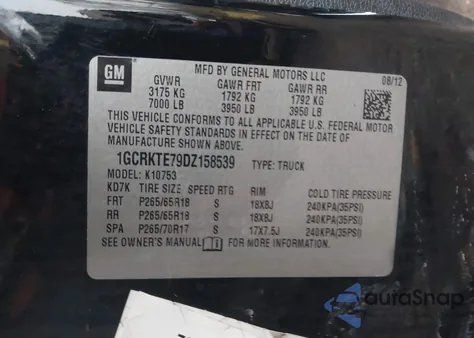 GM
MFD BY GENERAL MOTORS LLC
08/12
GVWR GAWR FRT GAWR RR
3175 KG 1792 KG 1792 KG
7000 LB 3950 LB 3950 LB
THIS VEHICLE CONFORMS TO ALL APPLICABLE U.S. FEDERAL MOTOR
VEHICLE SAFETY STANDARDS IN EFFECT ON THE DATE OF
MANUFACTURE SHOWN ABOVE.
1GCRKTE79DZ158539 TYPE: TRUCK
MODEL: K10753
KD7K TIRE SIZE SPEED RTG RIM COLD TIRE PRESSURE
FRT P265/65R18 S 18X8J 240KPA(35PSI)
RR P265/65R18 S 18X8J 240KPA(35PSI)
SPA P265/70R17 S 17X7.5J 240KPA(35PSI)
SEE OWNER'S MANUAL FOR MORE INFORMATION
auraSnap